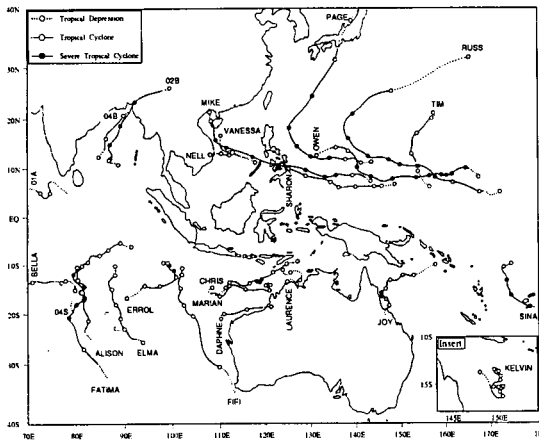 40N
PAGE
Tropical Depression
Tropical Cyclone
Severe Tropical Cyclone
RUSS
30N
02B
04B
MIKE
TIM
20N
VANESSA
OWEN
NELL
10N
01A
SHARON
EQ
BELLA
10S
CHRIS
MARIAN
LAURENCE
ERROL
04S
20S
DAPHNE
JOY
SINA
ALISON
ELMA
Insert
10S
KELVIN
FATIMA
FIFI
15S
145E
150E
40S
70E
80E
90E
100E
110E
120E
130E
140E
150E
160E
170E